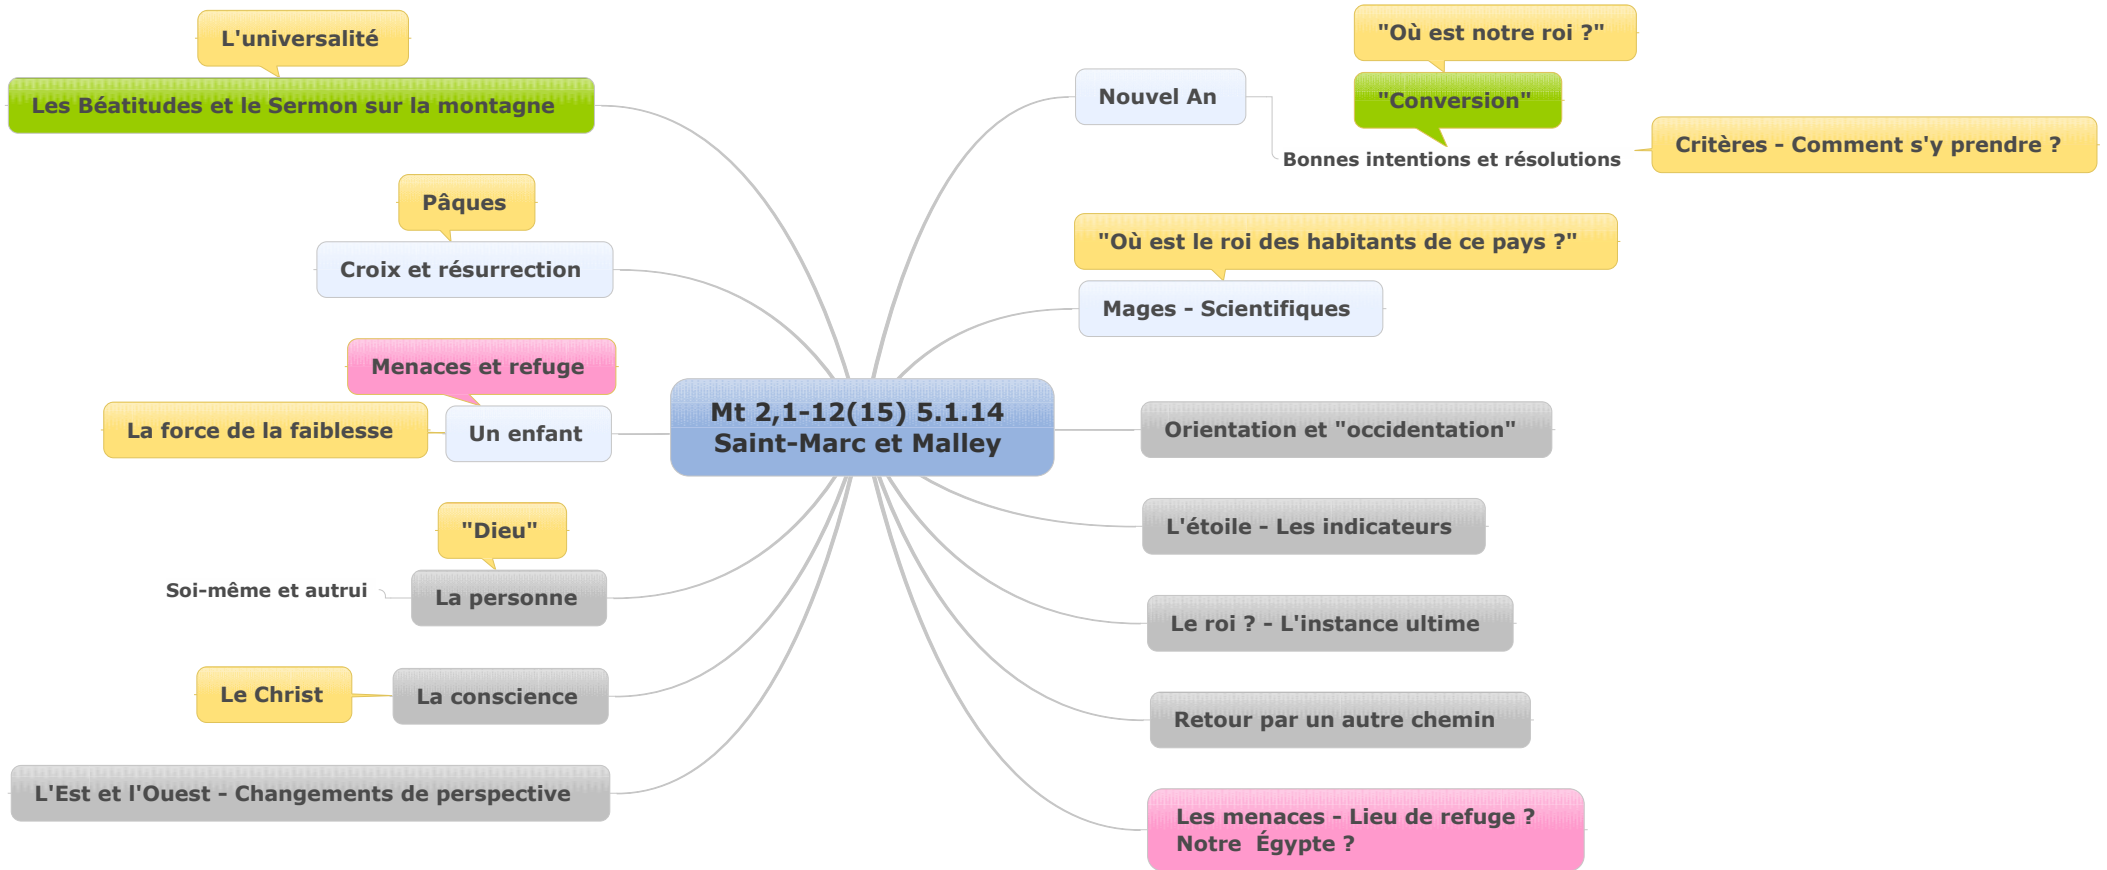 Mt 2,1-12(15) 5.1.14
Saint-Marc et Malley
Nouvel An
"Où est notre roi ?"
"Conversion"
Bonnes intentions et résolutions
Critères - Comment s'y prendre ?
"Où est le roi des habitants de ce pays ?"
Mages - Scientifiques
Orientation et "occidentation"
L'étoile - Les indicateurs
Le roi ? - L'instance ultime
Retour par un autre chemin
Les menaces - Lieu de refuge ?
Notre  Égypte ?
L'universalité
Les Béatitudes et le Sermon sur la montagne
Pâques
Croix et résurrection
Menaces et refuge
La force de la faiblesse
Un enfant
"Dieu"
Soi-même et autrui
La personne
Le Christ
La conscience
L'Est et l'Ouest - Changements de perspective